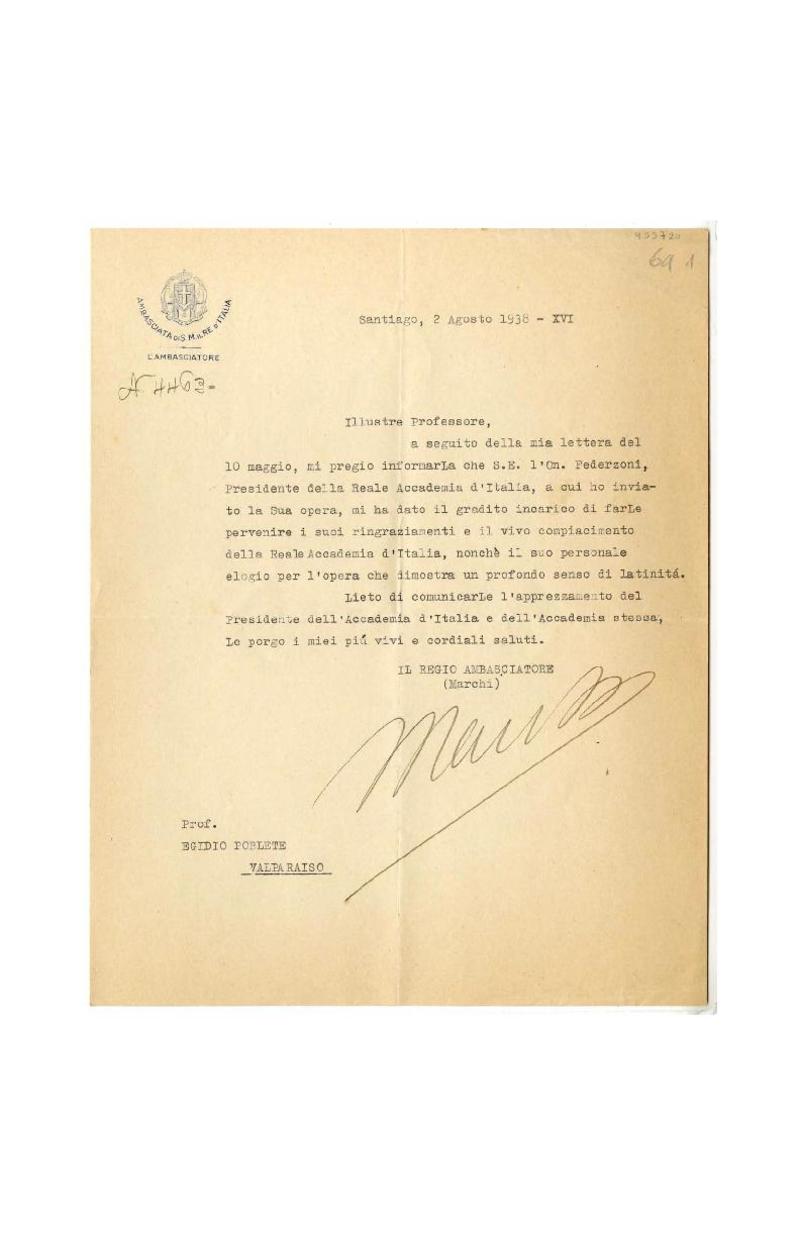 455720
69 1
AMBASCIATA DI S. M. IL RE D'ITALIA
L'AMBASCIATORE
N 4463-
Santiago, 2 Agosto 1938 - XVI
Illustre Professore,
a seguito della mia lettera del
10 maggio, mi pregio informarLa che S.E. l'On. Federzoni,
Presidente della Reale Accademia d'Italia, a cui ho invia-
to la Sua opera, mi ha dato il gradito incarico di farLe
pervenire i suoi ringraziamenti e il vivo compiacimento
della Reale Accademia d'Italia, nonchè il suo personale
elogio per l'opera che dimostra un profondo senso di latinitá.
Lieto di comunicarLe l'apprezzamento del
Presidente dell'Accademia d'Italia e dell'Accademia stessa,
Le porgo i miei piú vivi e cordiali saluti.
IL REGIO AMBASCIATORE
(Marchi)
Marchi
Prof.
EGIDIO POBLETE
VALPARAISO